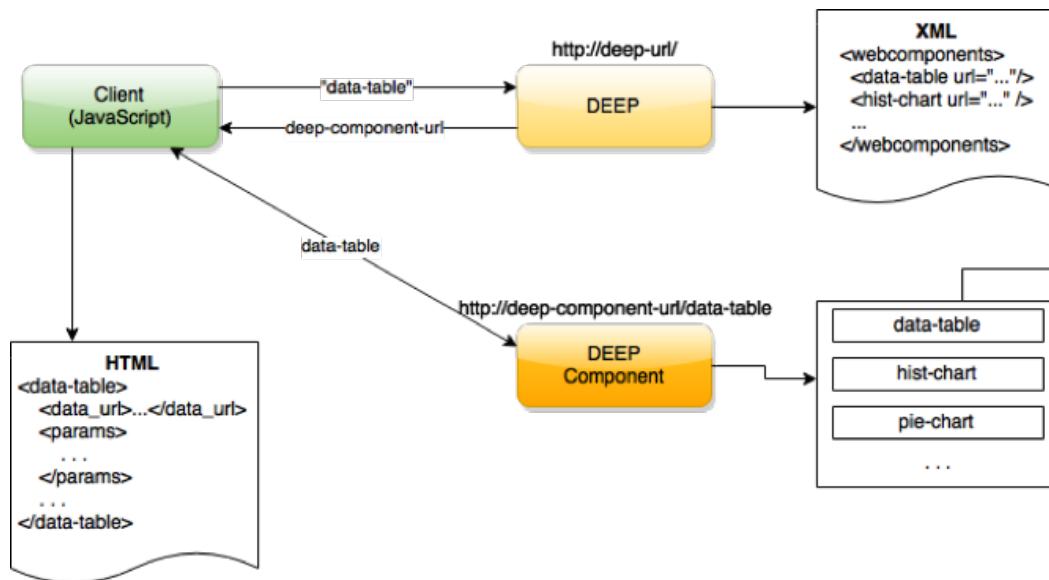 http://deep-url/
XML
<webcomponents>
<data-table url="..."/>
<hist-chart url="..." />
...
</webcomponents>
Client
(JavaScript)
"data-table"
DEEP
deep-component-url
data-table
http://deep-component-url/data-table
DEEP
Component
data-table
hist-chart
pie-chart
. . .
HTML
<data-table>
<data_url>...</data_url>
<params>
. . .
</params>
. . .
</data-table>